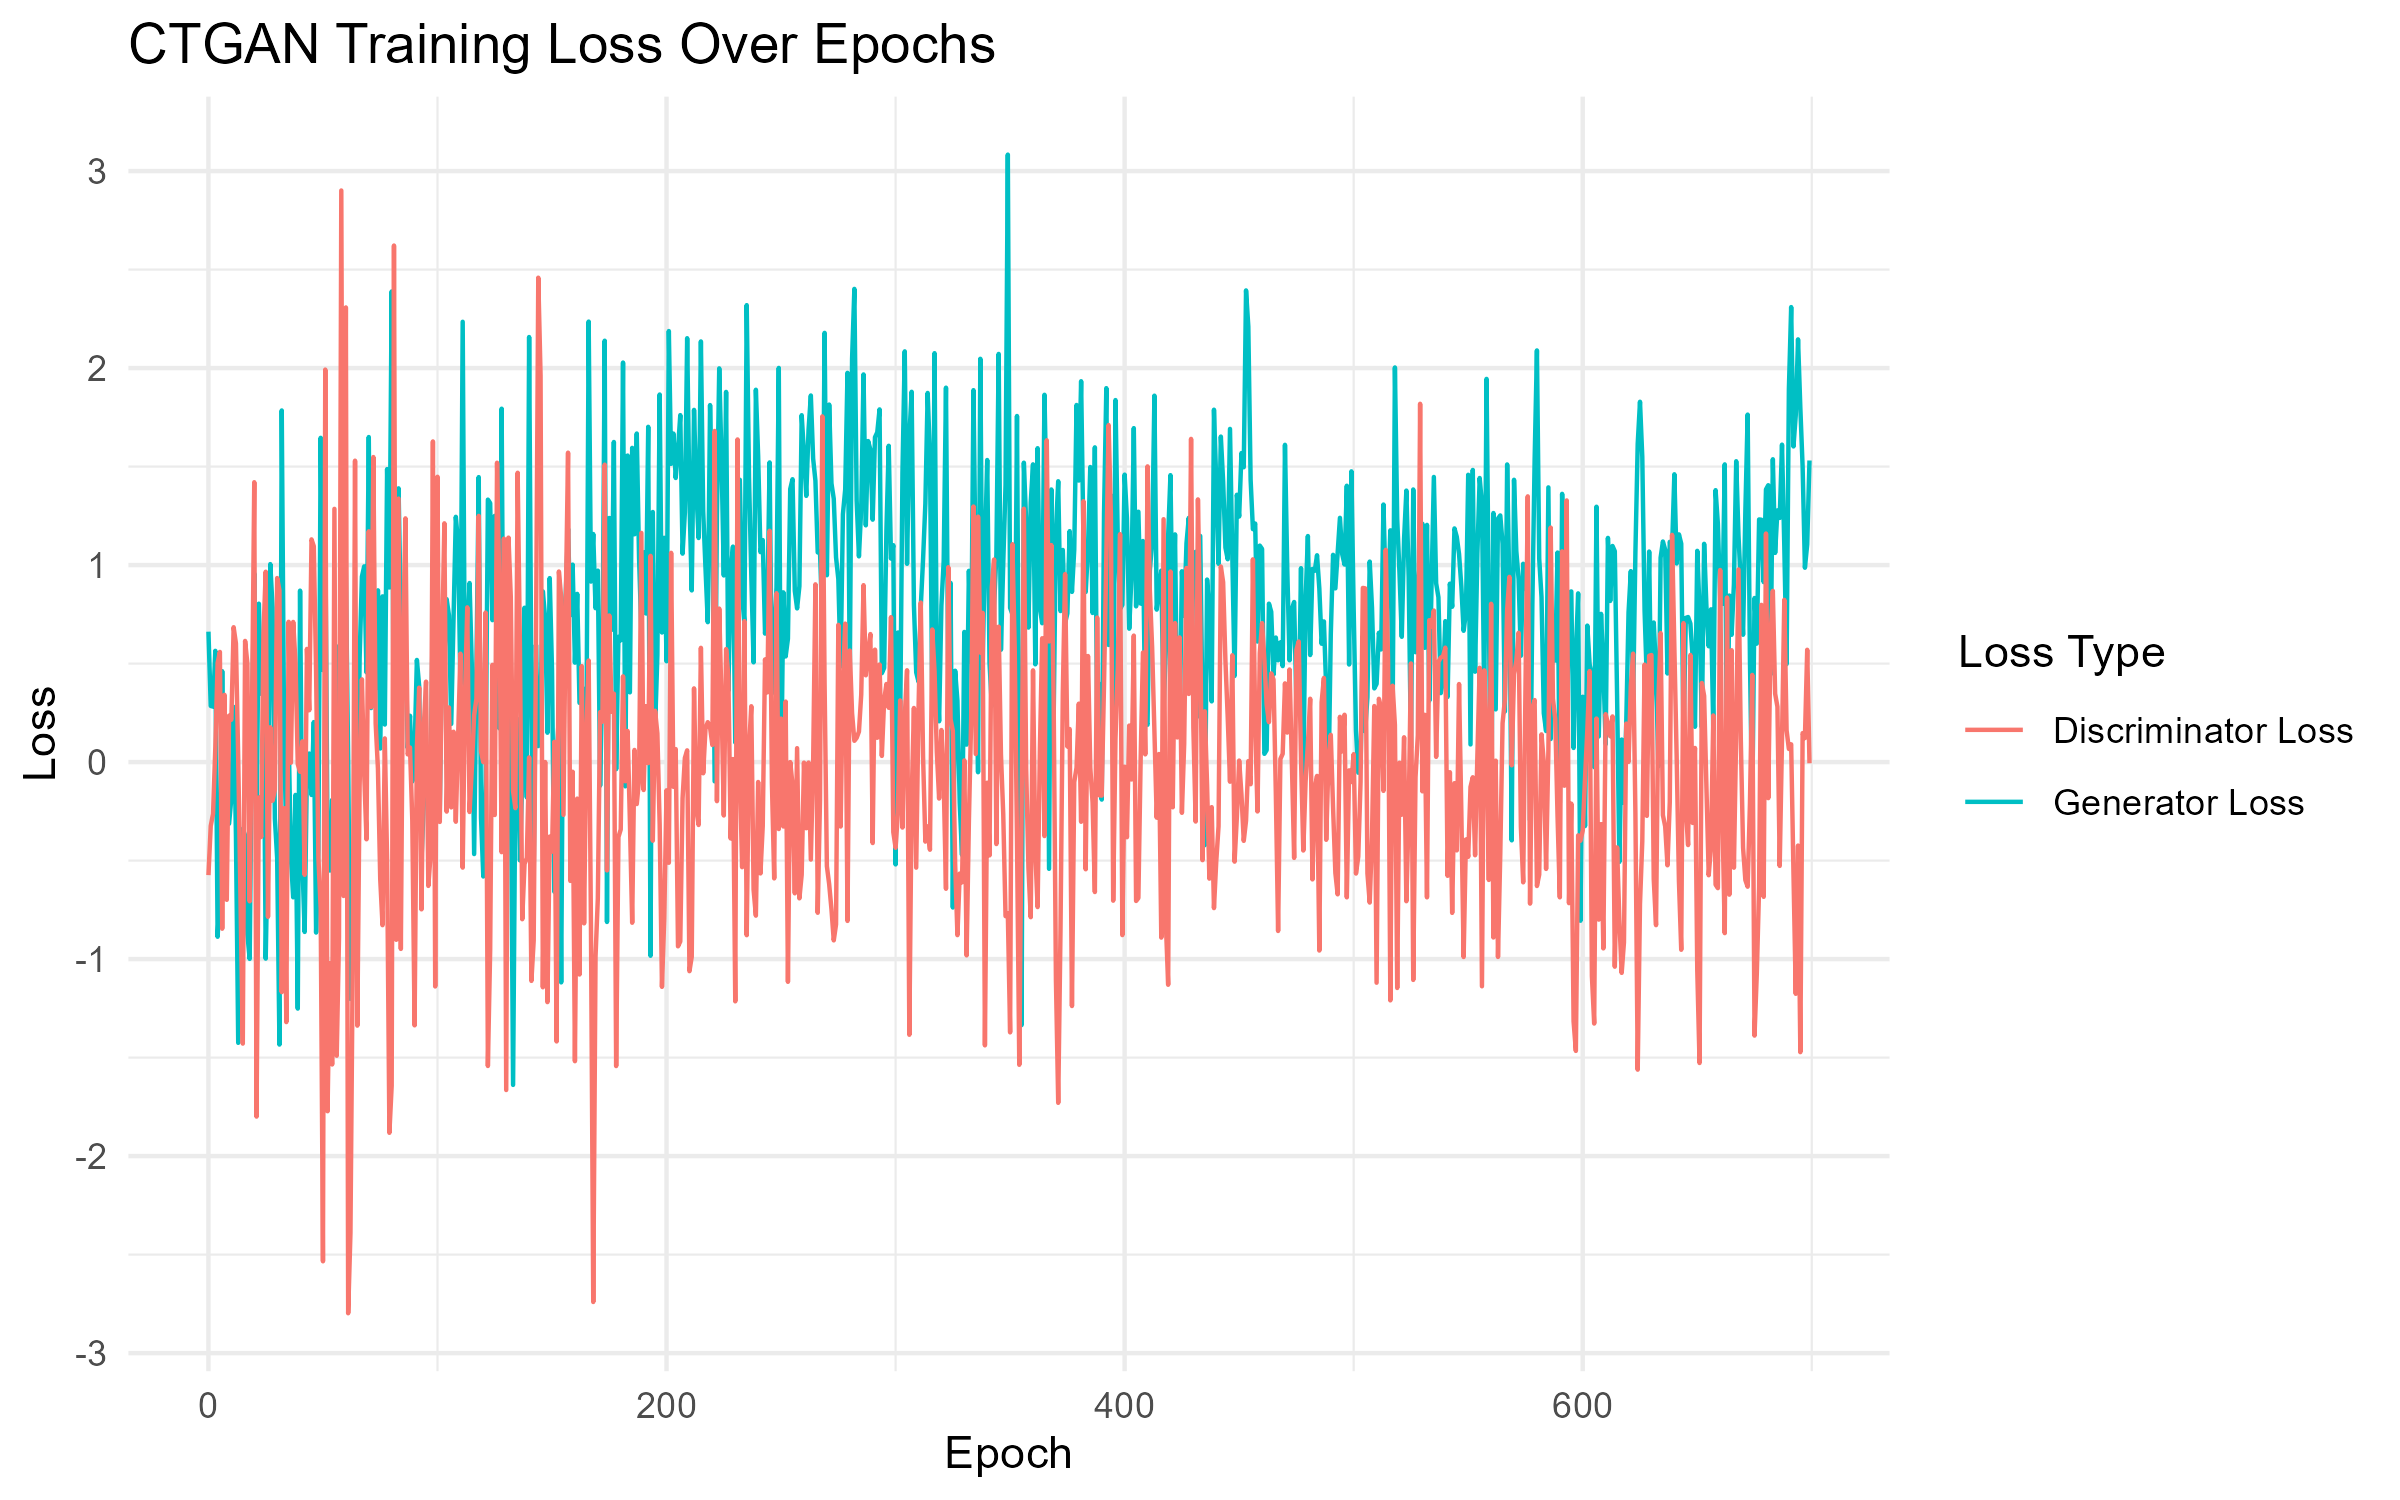 CTGAN Training Loss Over Epochs
3
2
1
0
-1
-2
-3
Loss
0
200
400
600
Epoch
Loss Type
Discriminator Loss
Generator Loss